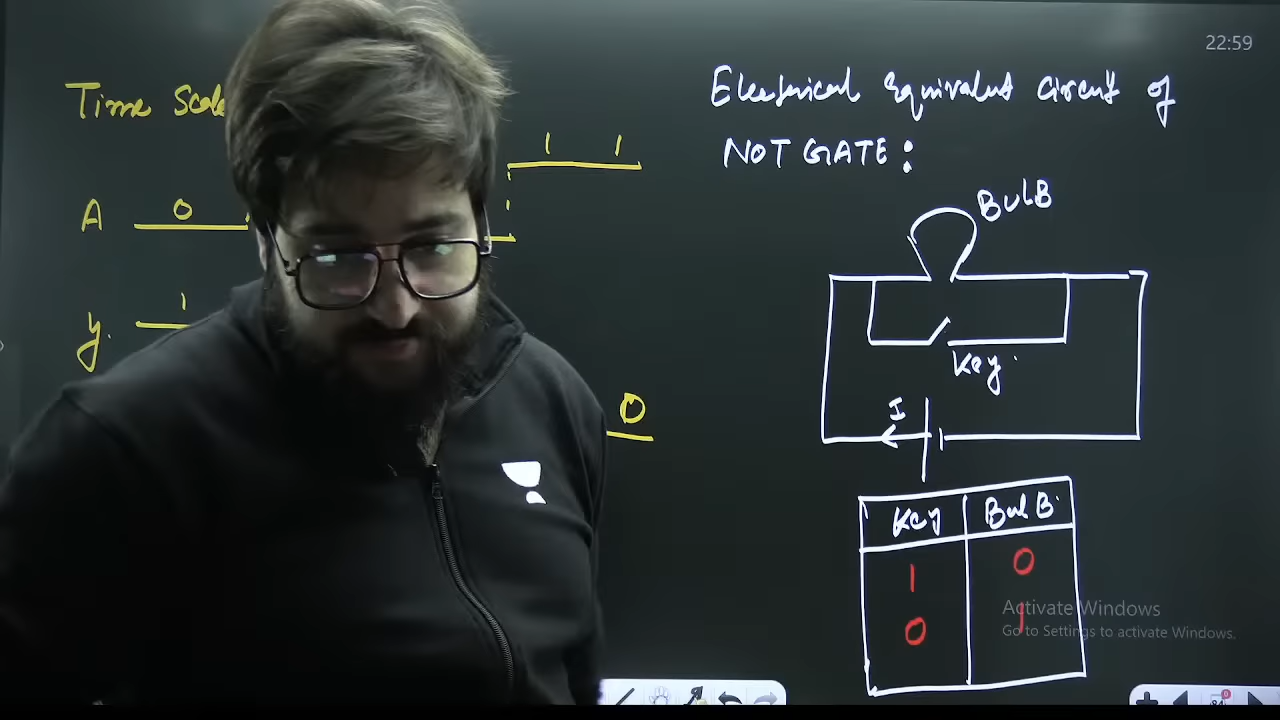 22:59
Time Scale
1 1
A 0
y. 1
0
Electrical Equivalent Circuit of
NOT GATE:
BulB
Key
I
Key BulB
1 0
0 1
Activate Windows
Go to Settings to activate Windows.